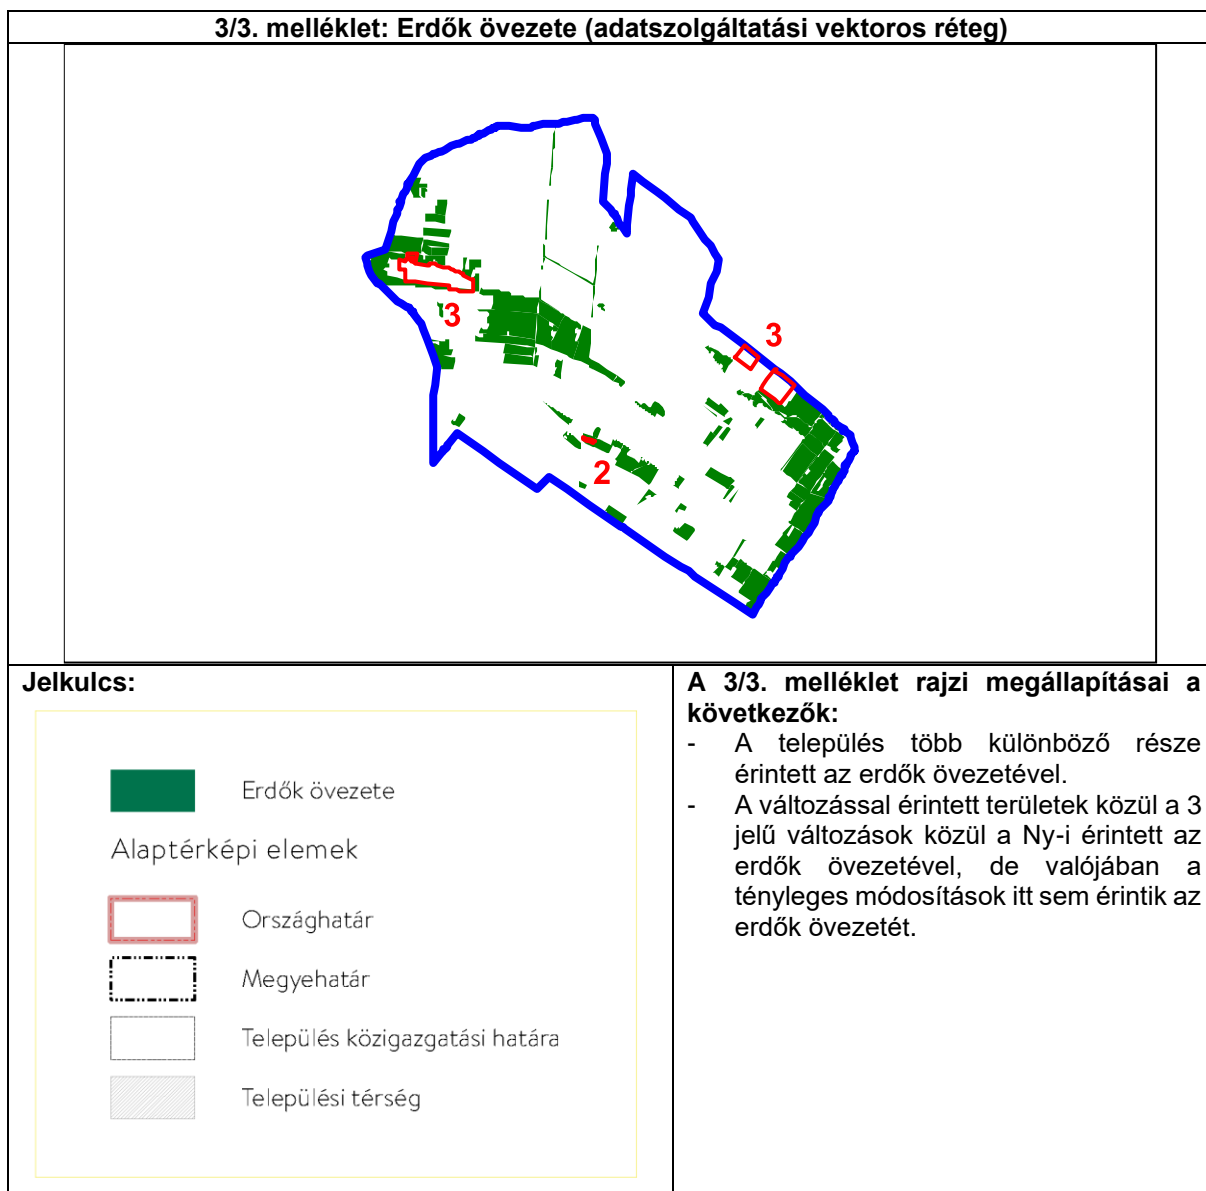 3/3. melléklet: Erdők övezete (adatszolgáltatási vektoros réteg)
3
3
2
Jelkulcs:
Erdők övezete
Alaptérképi elemek
Országhatár
Megyehatár
Település közigazgatási határa
Települési térség
A 3/3. melléklet rajzi megállapításai a
következők:
- A település több különböző része
érintett az erdők övezetével.
- A változással érintett területek közül a 3
jelű változások közül a Ny-i érintett az
erdők övezetével, de valójában a
tényleges módosítások itt sem érintik az
erdők övezetét.